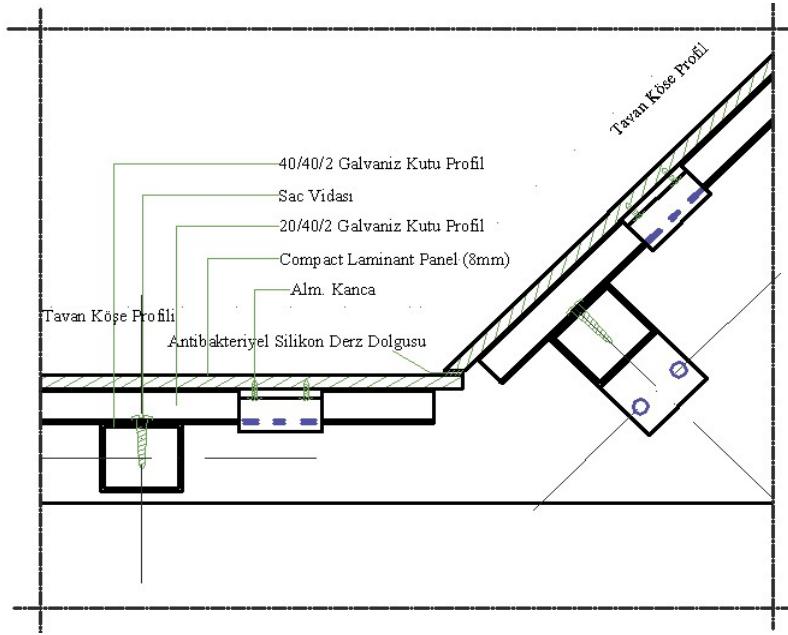 Tavan Köse Profil
40/40/2 Galvaniz Kutu Profil
Sac Vidası
20/40/2 Galvaniz Kutu Profil
Compact Laminant Panel (8mm)
Alm. Kanca
Tavan Köşe Profili
Antibakteriyel Silikon Derz Dolgusu